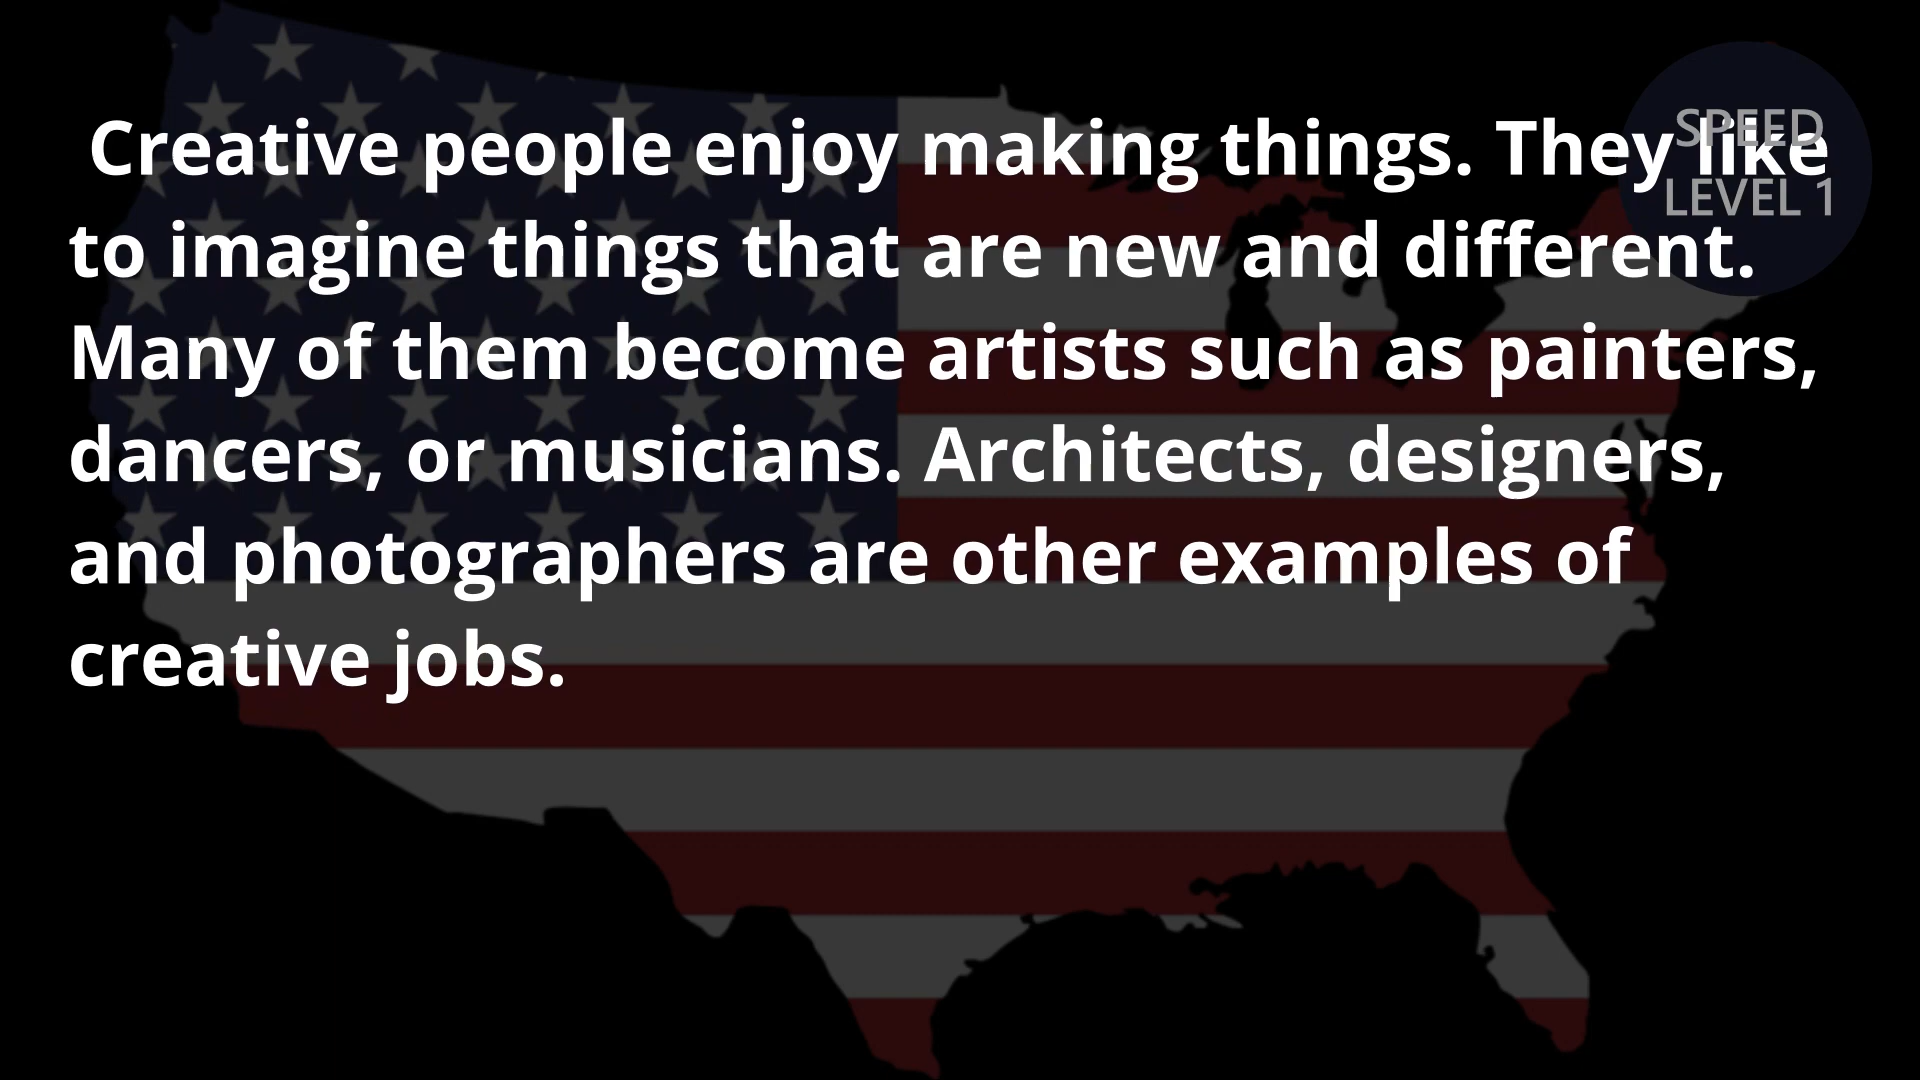 Creative people enjoy making things. They like
to imagine things that are new and different.
Many of them become artists such as painters,
dancers, or musicians. Architects, designers,
and photographers are other examples of
creative jobs.
SPEED
LEVEL 1